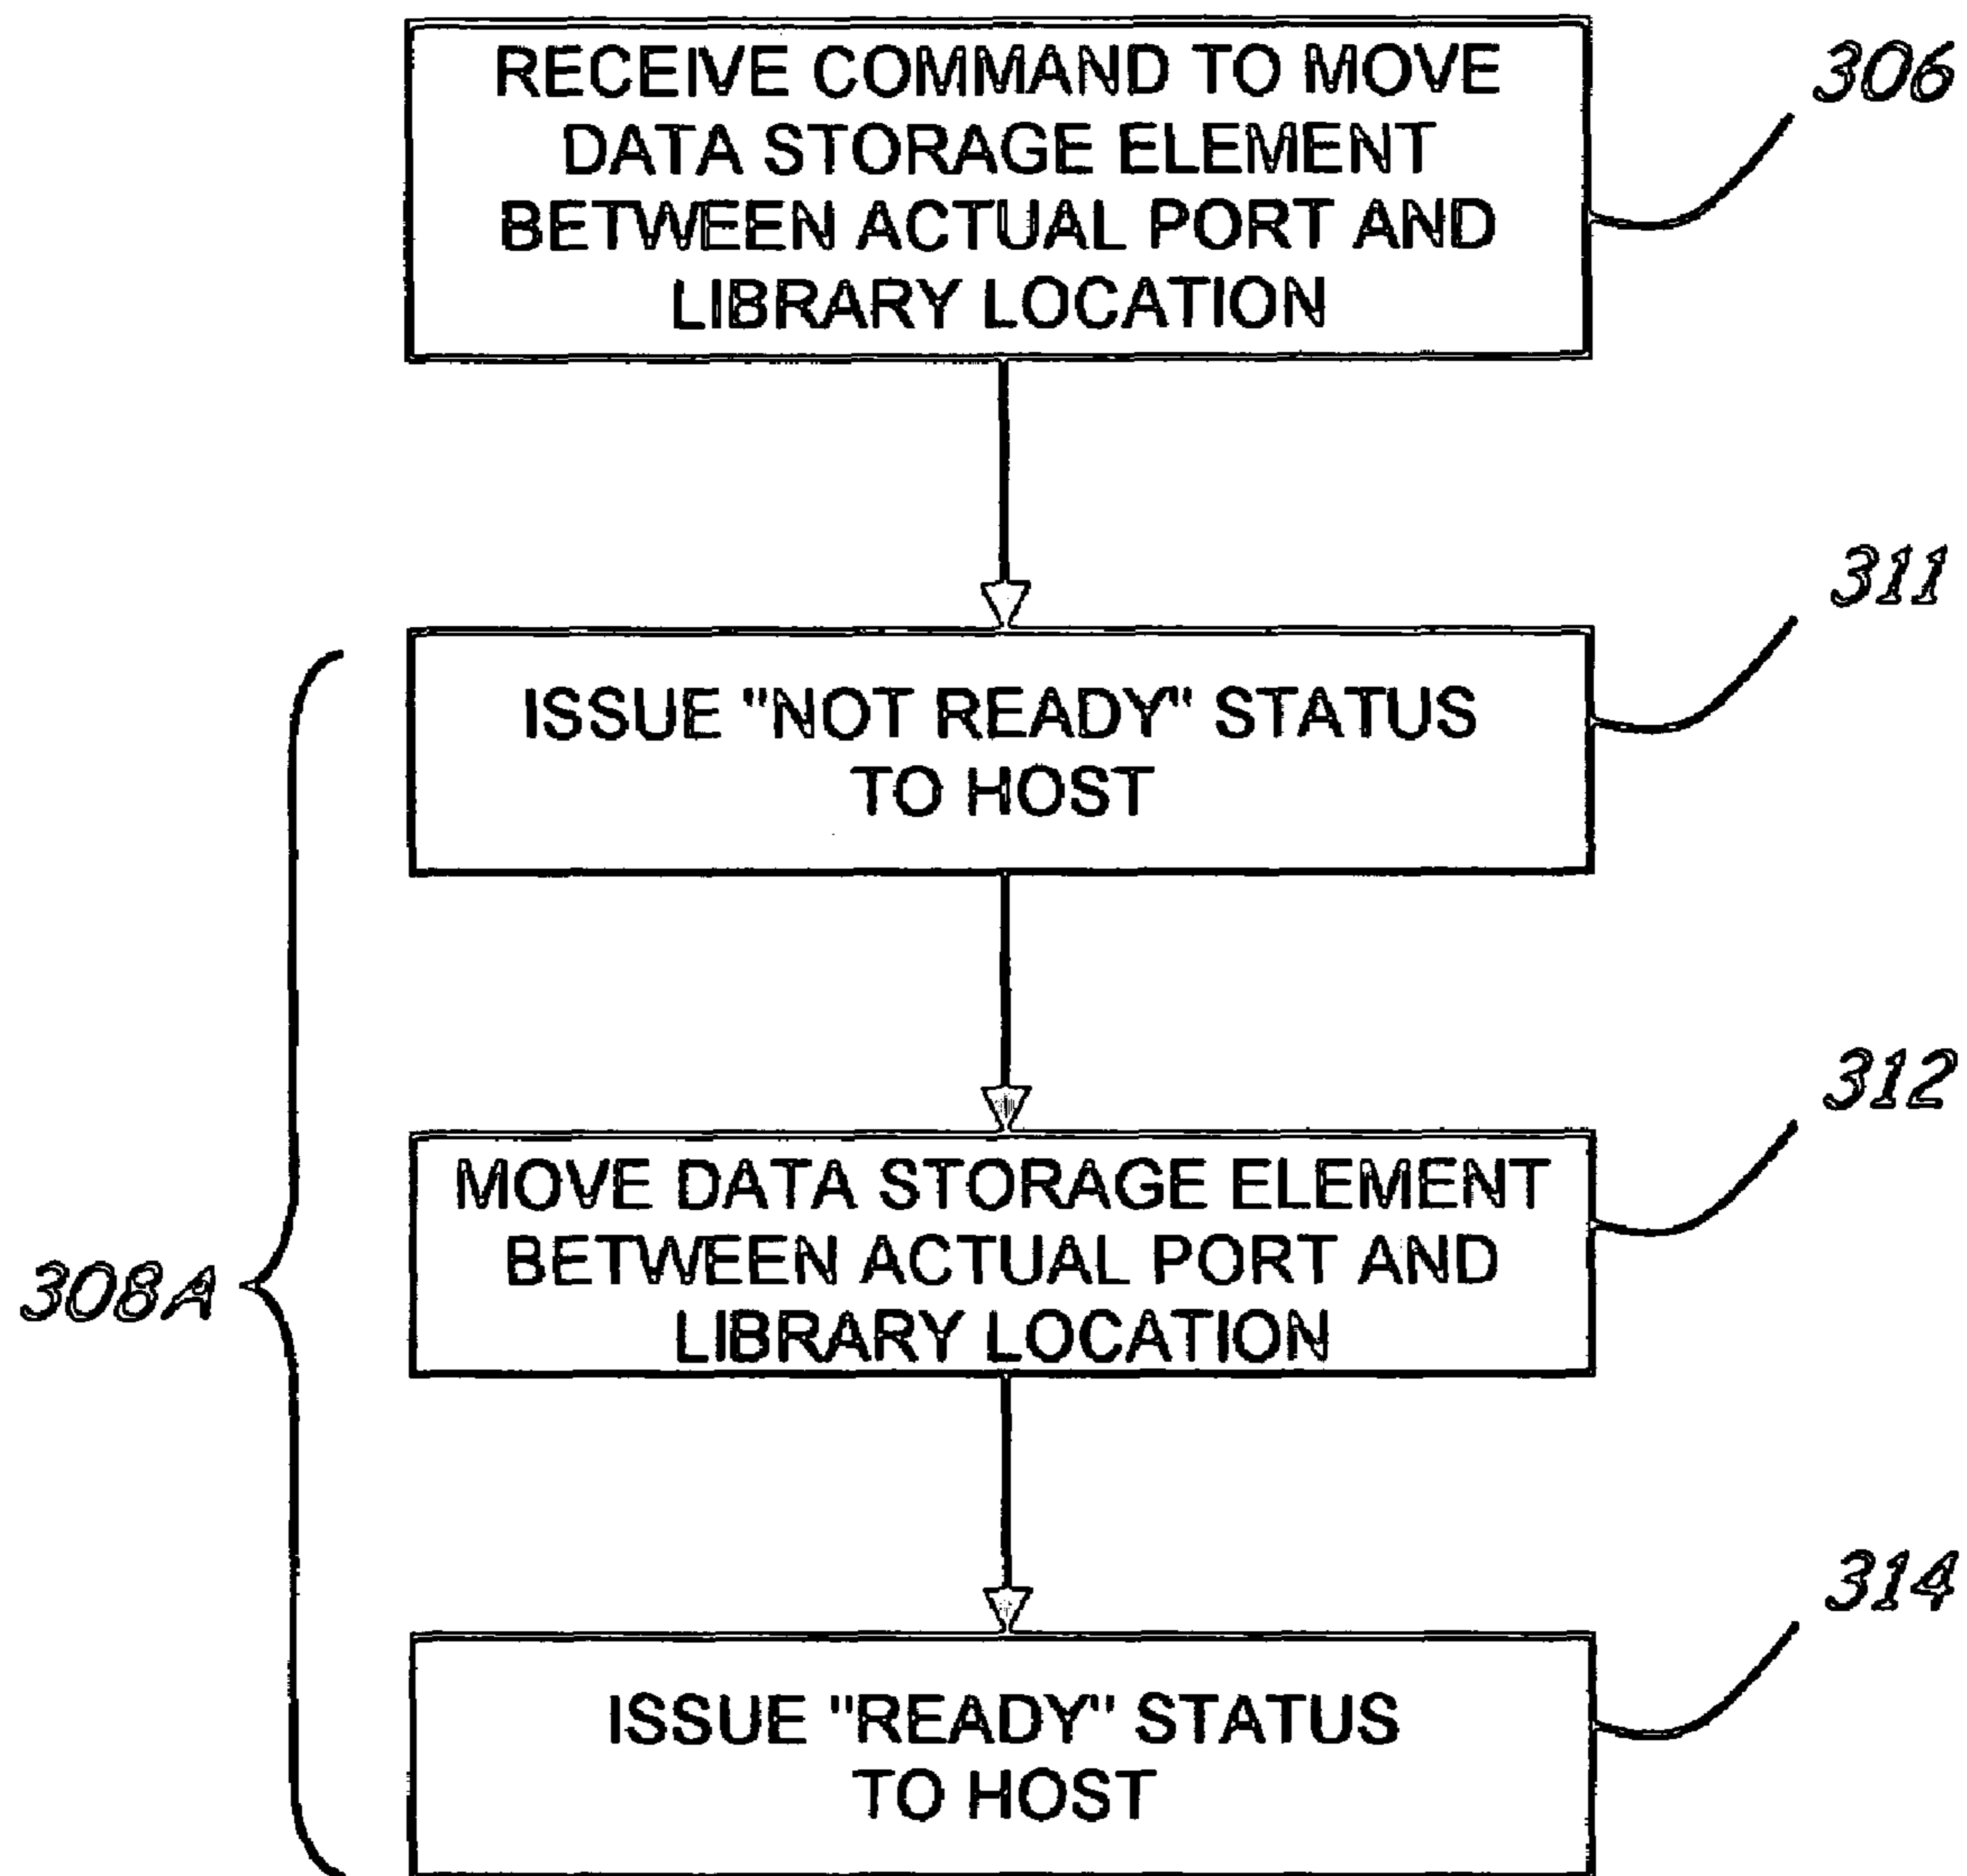 RECEIVE COMMAND TO MOVE
DATA STORAGE ELEMENT
BETWEEN ACTUAL PORT AND
LIBRARY LOCATION
306
ISSUE "NOT READY" STATUS
TO HOST
311
308A
MOVE DATA STORAGE ELEMENT
BETWEEN ACTUAL PORT AND
LIBRARY LOCATION
312
ISSUE "READY" STATUS
TO HOST
314